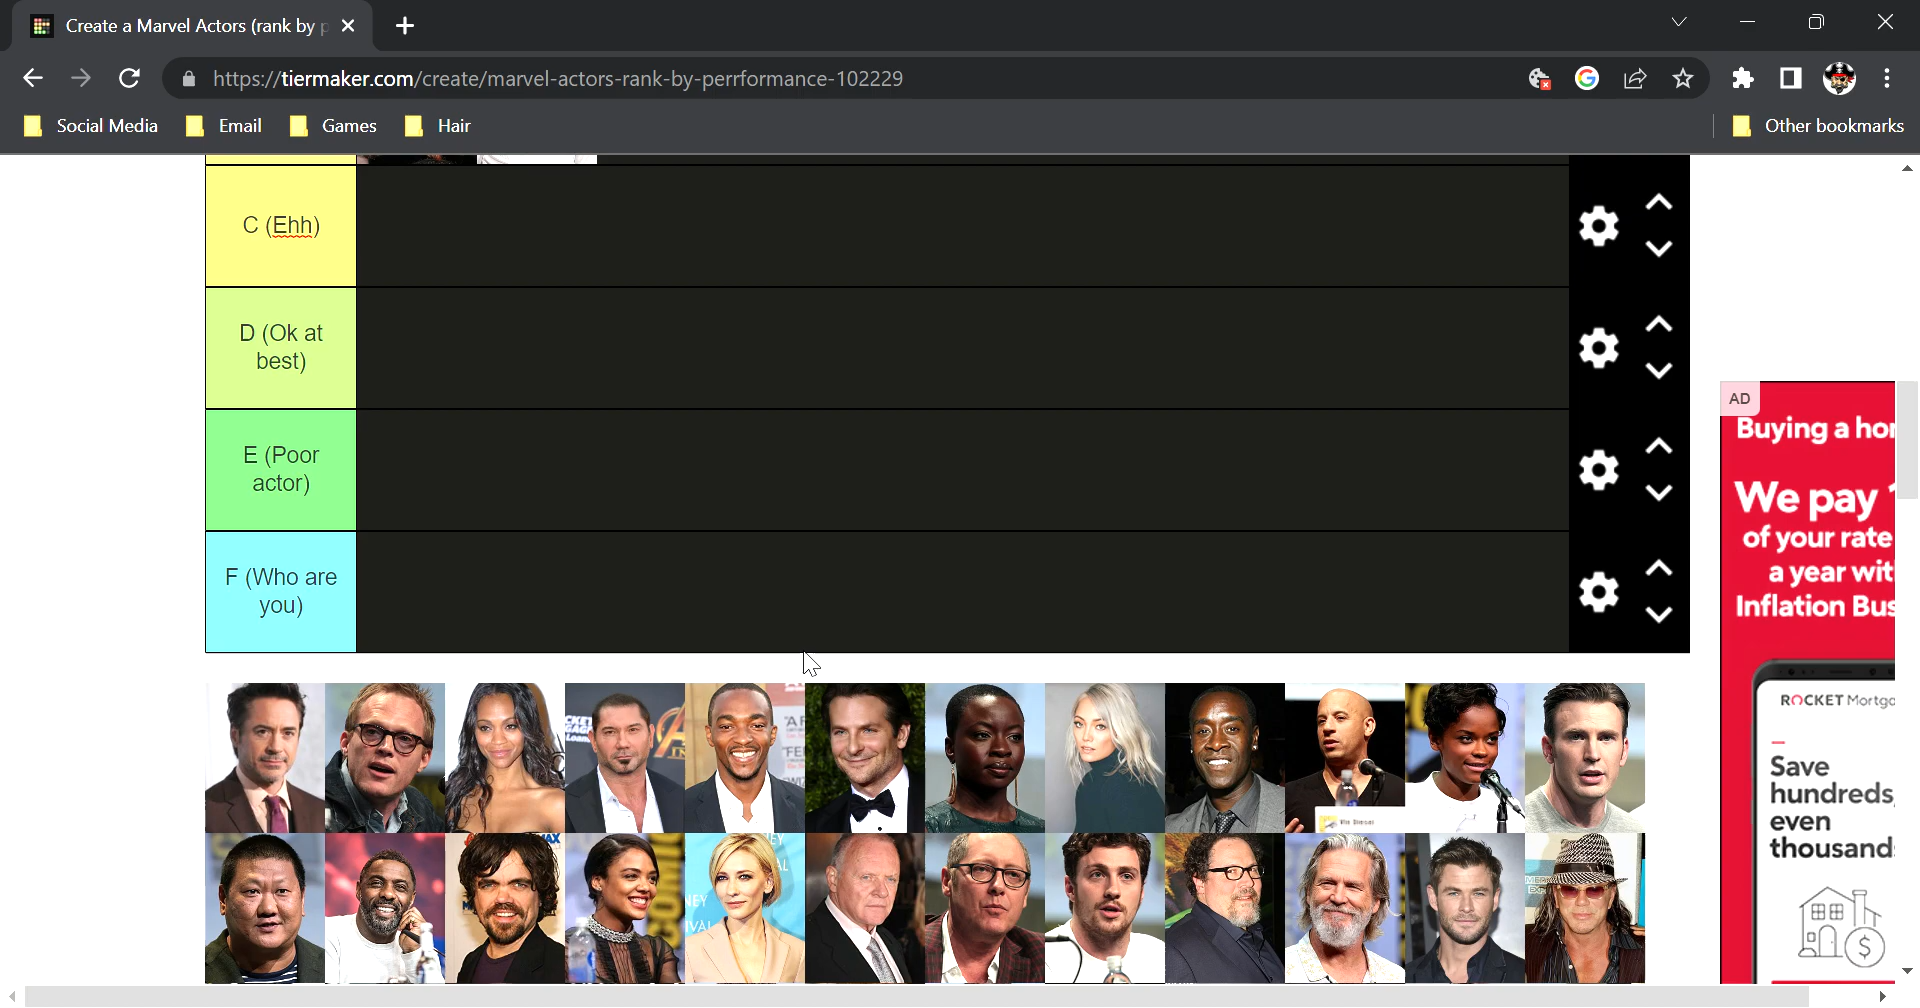 Create a Marvel Actors (rank by p
https://tiermaker.com/create/marvel-actors-rank-by-perrformance-102229
Social Media
Email
Games
Hair
Other bookmarks
C (Ehh)
D (Ok at
best)
E (Poor
actor)
F (Who are
you)
AD
Buying a hor
We pay
of your rate
a year wit
Inflation Bus
ROCKET Mortga
Save
hundreds,
even
thousand
Vin Diesel